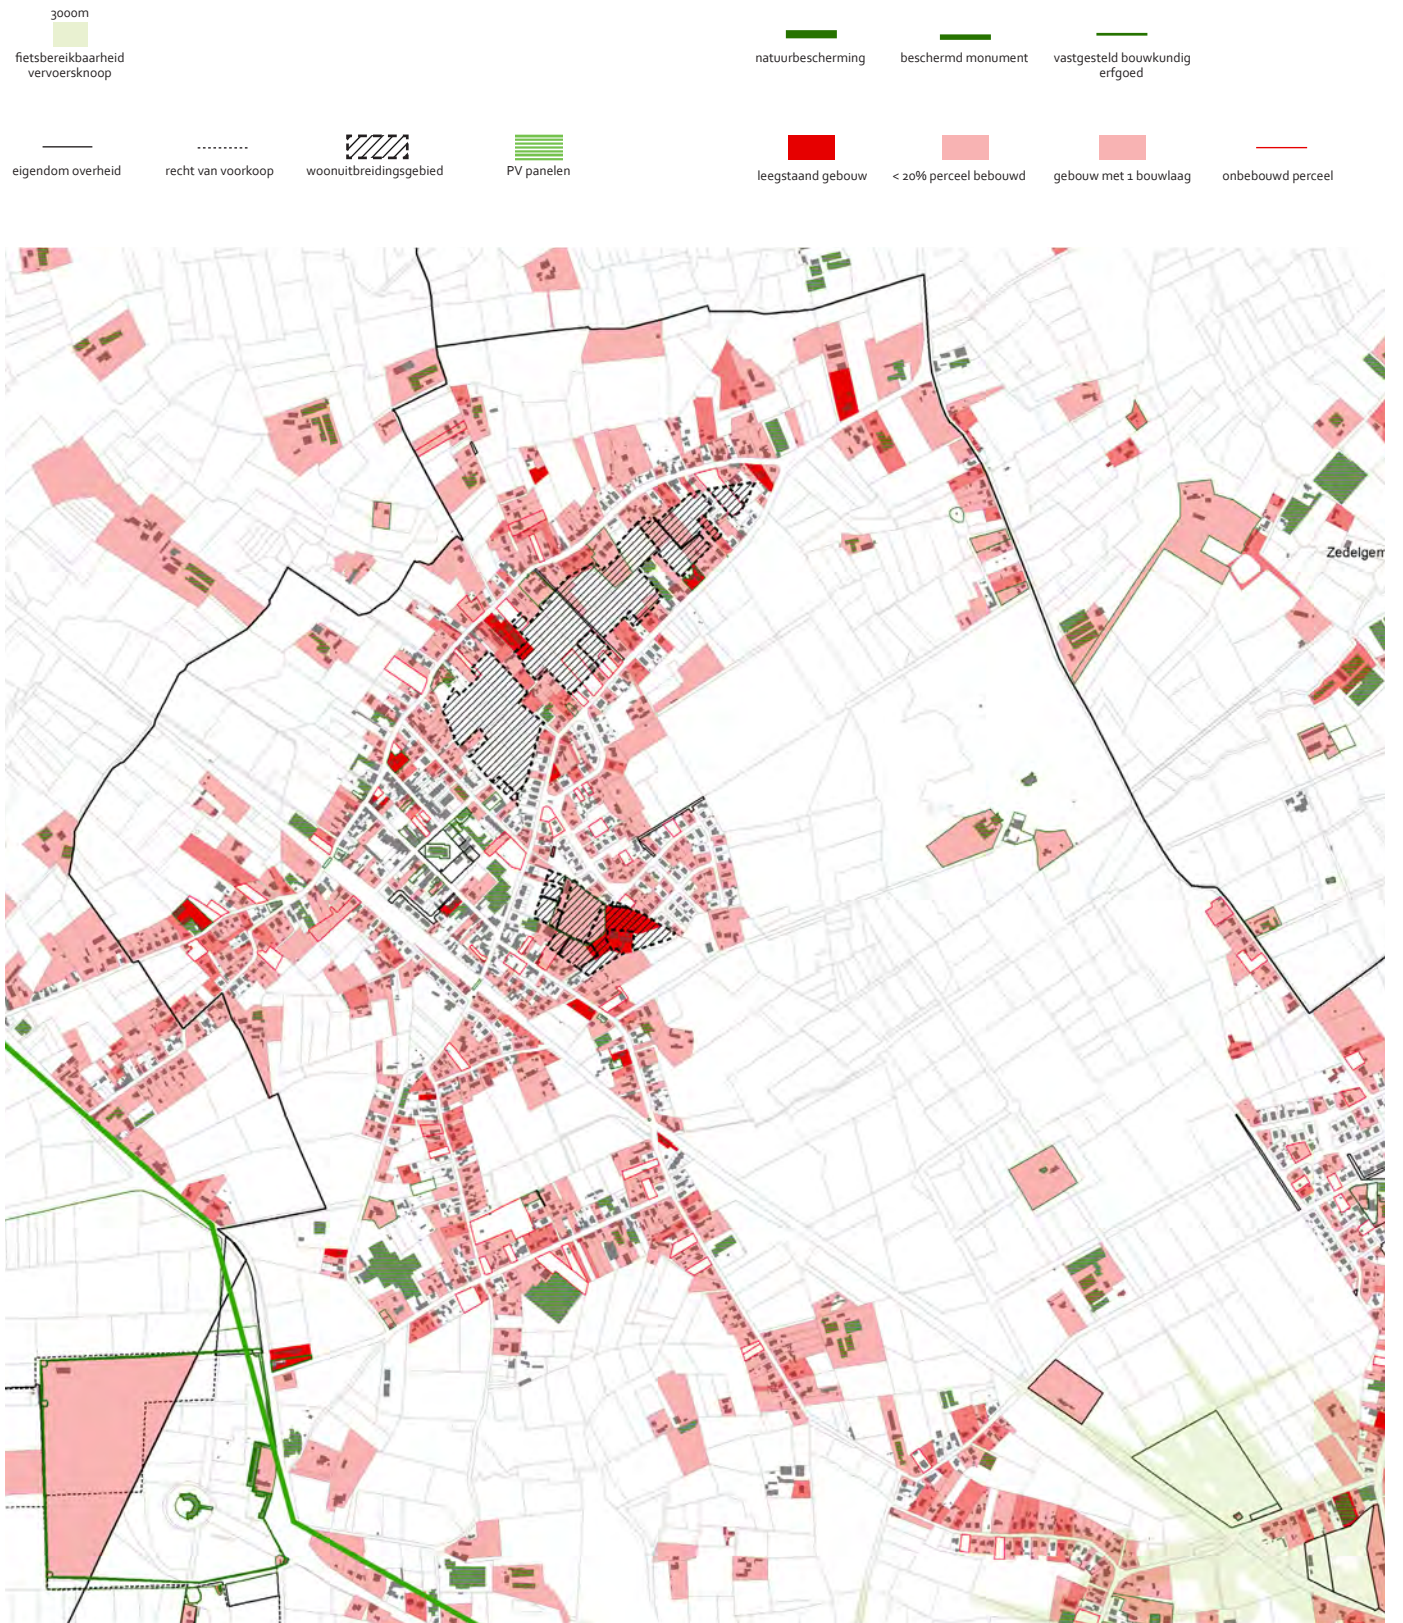 3000m
fietsbereikbaarheid
vervoersknoop
natuurbescherming
beschermd monument
vastgesteld bouwkundig
erfgoed
eigendom overheid
recht van voorkoop
woonuitbreidingsgebied
PV panelen
leegstaand gebouw
< 20% perceel bebouwd
gebouw met 1 bouwlaag
onbebouwd perceel
Zedelgem